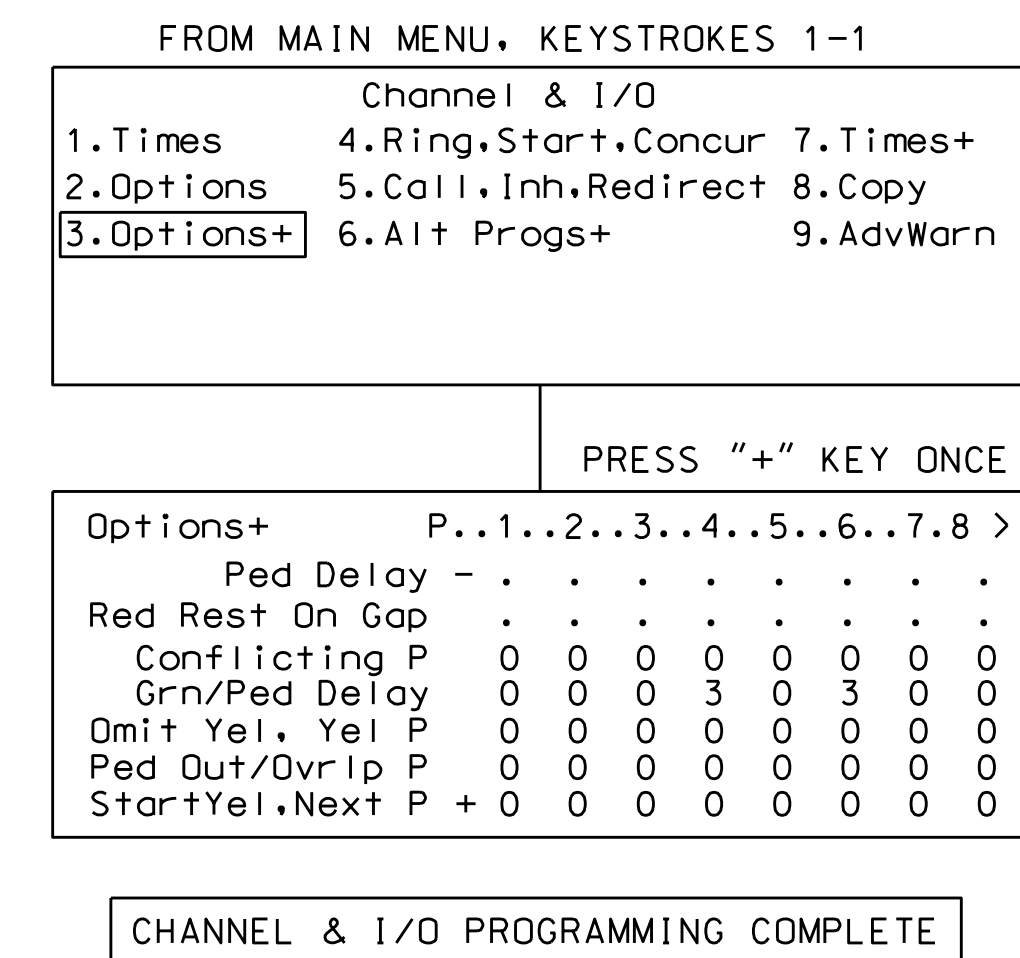 FROM MAIN MENU, KEYSTROKES 1-1
Channel & I/O
1.Times 4.Ring,Start,Concur 7.Times+
2.Options 5.Call,Inh,Redirect 8.Copy
3.Options+ 6.Alt Progs+ 9.AdvWarn
PRESS "+" KEY ONCE
Options+ P..1..2..3..4..5..6..7.8 >
Ped Delay - . . . . . . . .
Red Rest On Gap . . . . . . . .
Conflicting P 0 0 0 0 0 0 0 0
Grn/Ped Delay 0 0 0 3 0 3 0 0
Omit Yel, Yel P 0 0 0 0 0 0 0 0
Ped Out/Ovrlp P 0 0 0 0 0 0 0 0
StartYel,Next P + 0 0 0 0 0 0 0 0
CHANNEL & I/O PROGRAMMING COMPLETE